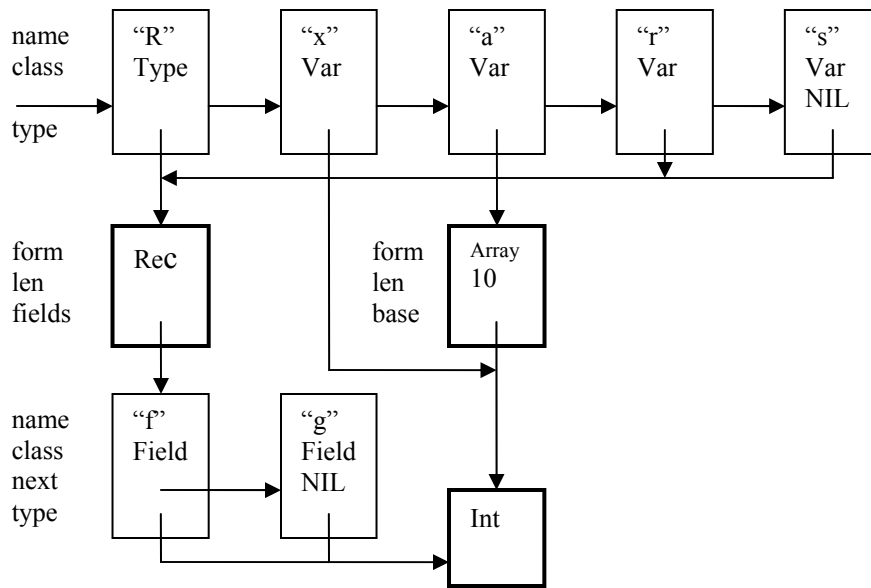 name
class
type
“R”
Type
“x”
Var
“a”
Var
“r”
Var
“s”
Var
NIL
form
len
fields
Rec
form
len
base
Array
10
name
class
next
type
“f”
Field
“g”
Field
NIL
Int